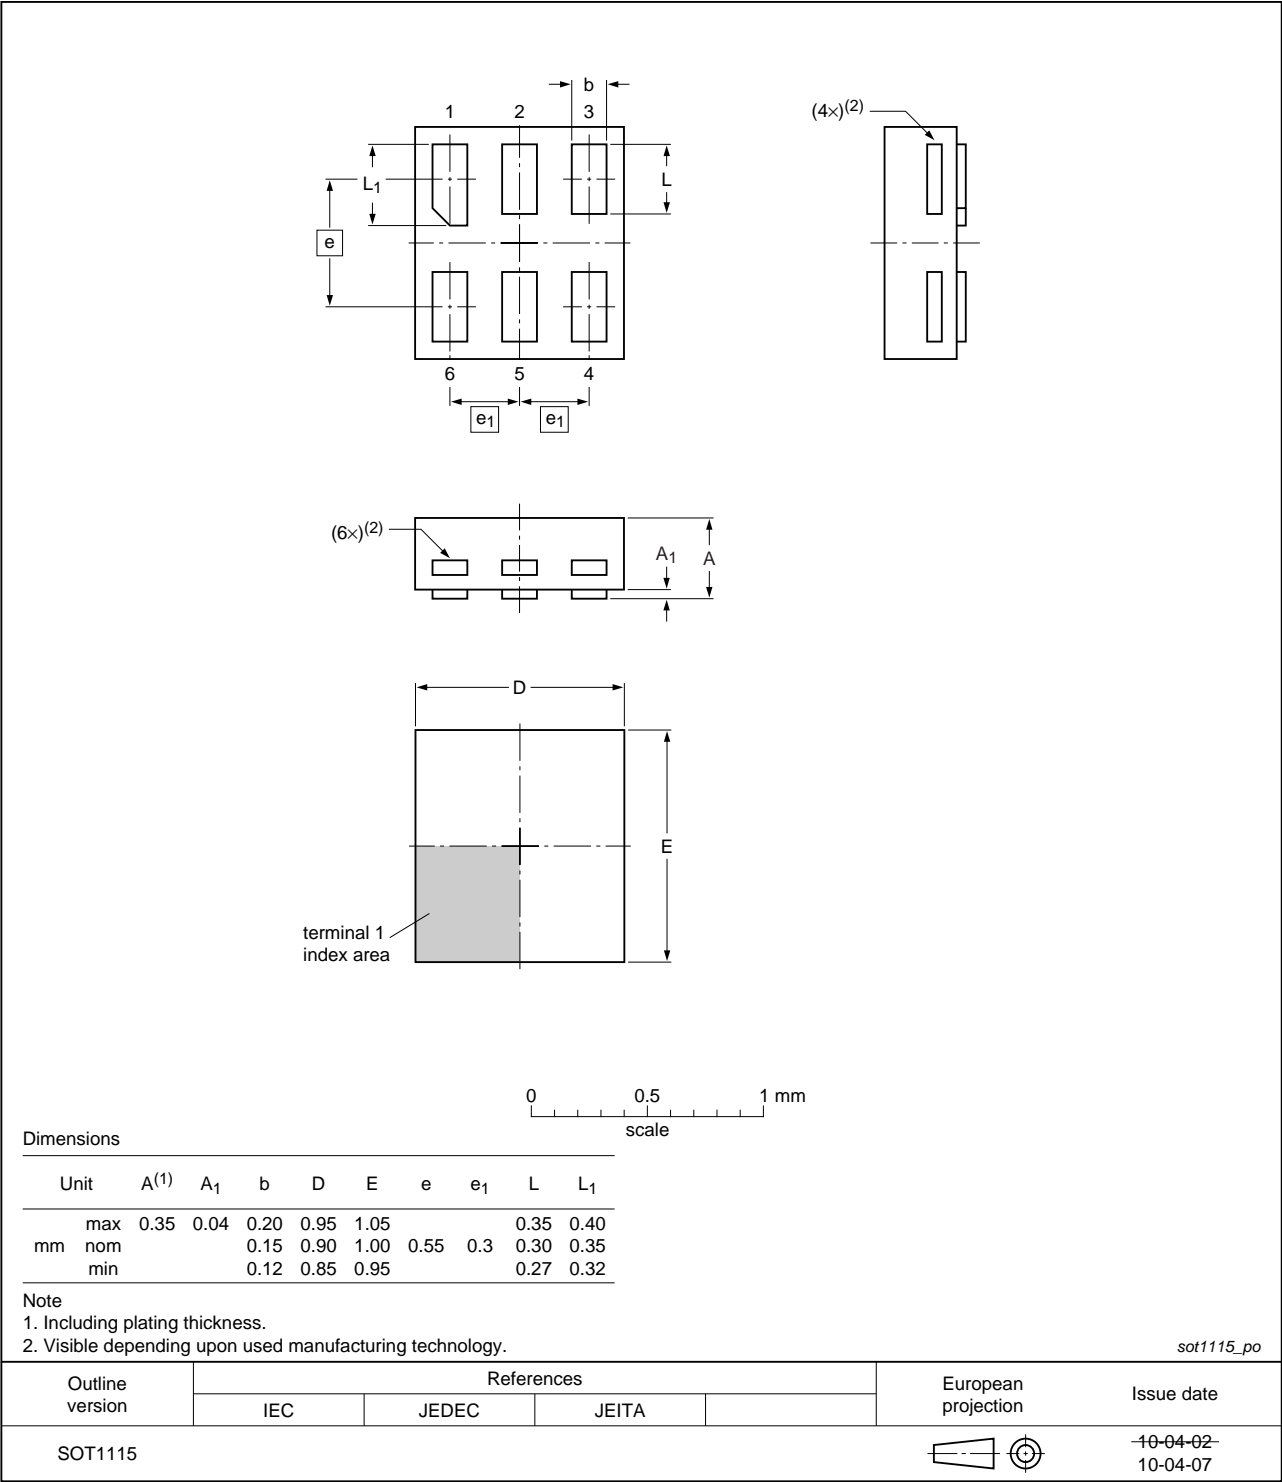 b
1 2 3
(4×)(2)
L1
L
e
6 5 4
e1 e1
(6×)(2)
A1 A
D
E
terminal 1
index area
0 0.5 1 mm
scale
Dimensions
Unit A(1) A1 b D E e e1 L L1
max 0.35 0.04 0.20 0.95 1.05 0.35 0.40
mm nom 0.15 0.90 1.00 0.55 0.3 0.30 0.35
min 0.12 0.85 0.95 0.27 0.32
Note
1. Including plating thickness.
2. Visible depending upon used manufacturing technology.
sot1115_po
Outline
version
References
IEC JEDEC JEITA
European
projection
Issue date
SOT1115
10-04-02
10-04-07